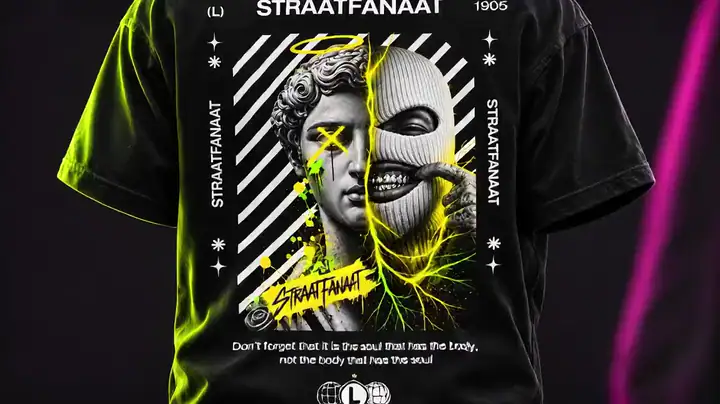 (L) STRAATFANAAT 1905
STRAATFANAAT
STRAATFANAAT
STRAATFANAAT
Don't forget that it is the soul that has the body,
not the body that has the soul
L